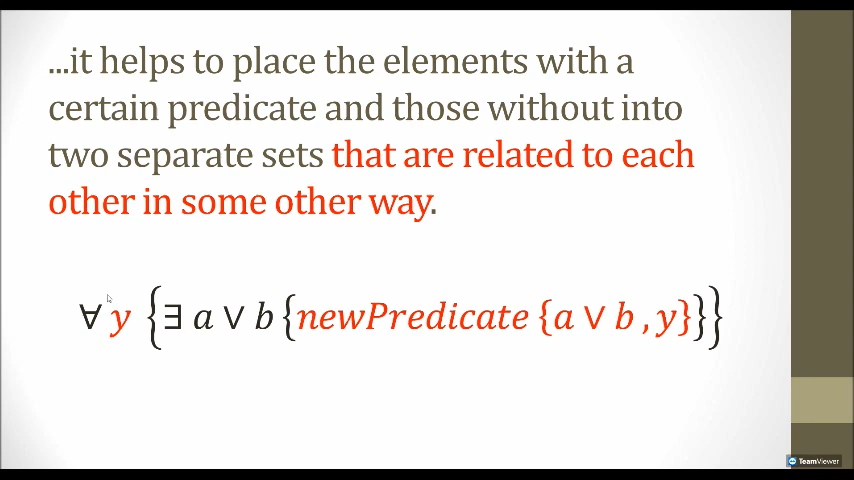 ...it helps to place the elements with a
certain predicate and those without into
two separate sets that are related to each
other in some other way.
∀ y {∃ a ∨ b {newPredicate {a ∨ b , y}}}
TeamViewer